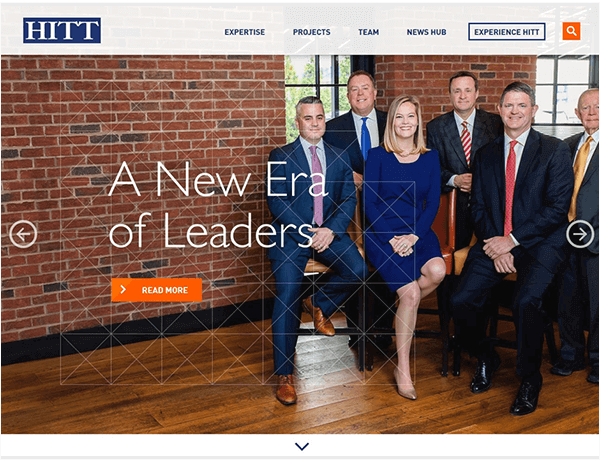 HITT
EXPERTISE
PROJECTS
TEAM
NEWS HUB
EXPERIENCE HITT
A New Era
of Leaders
READ MORE